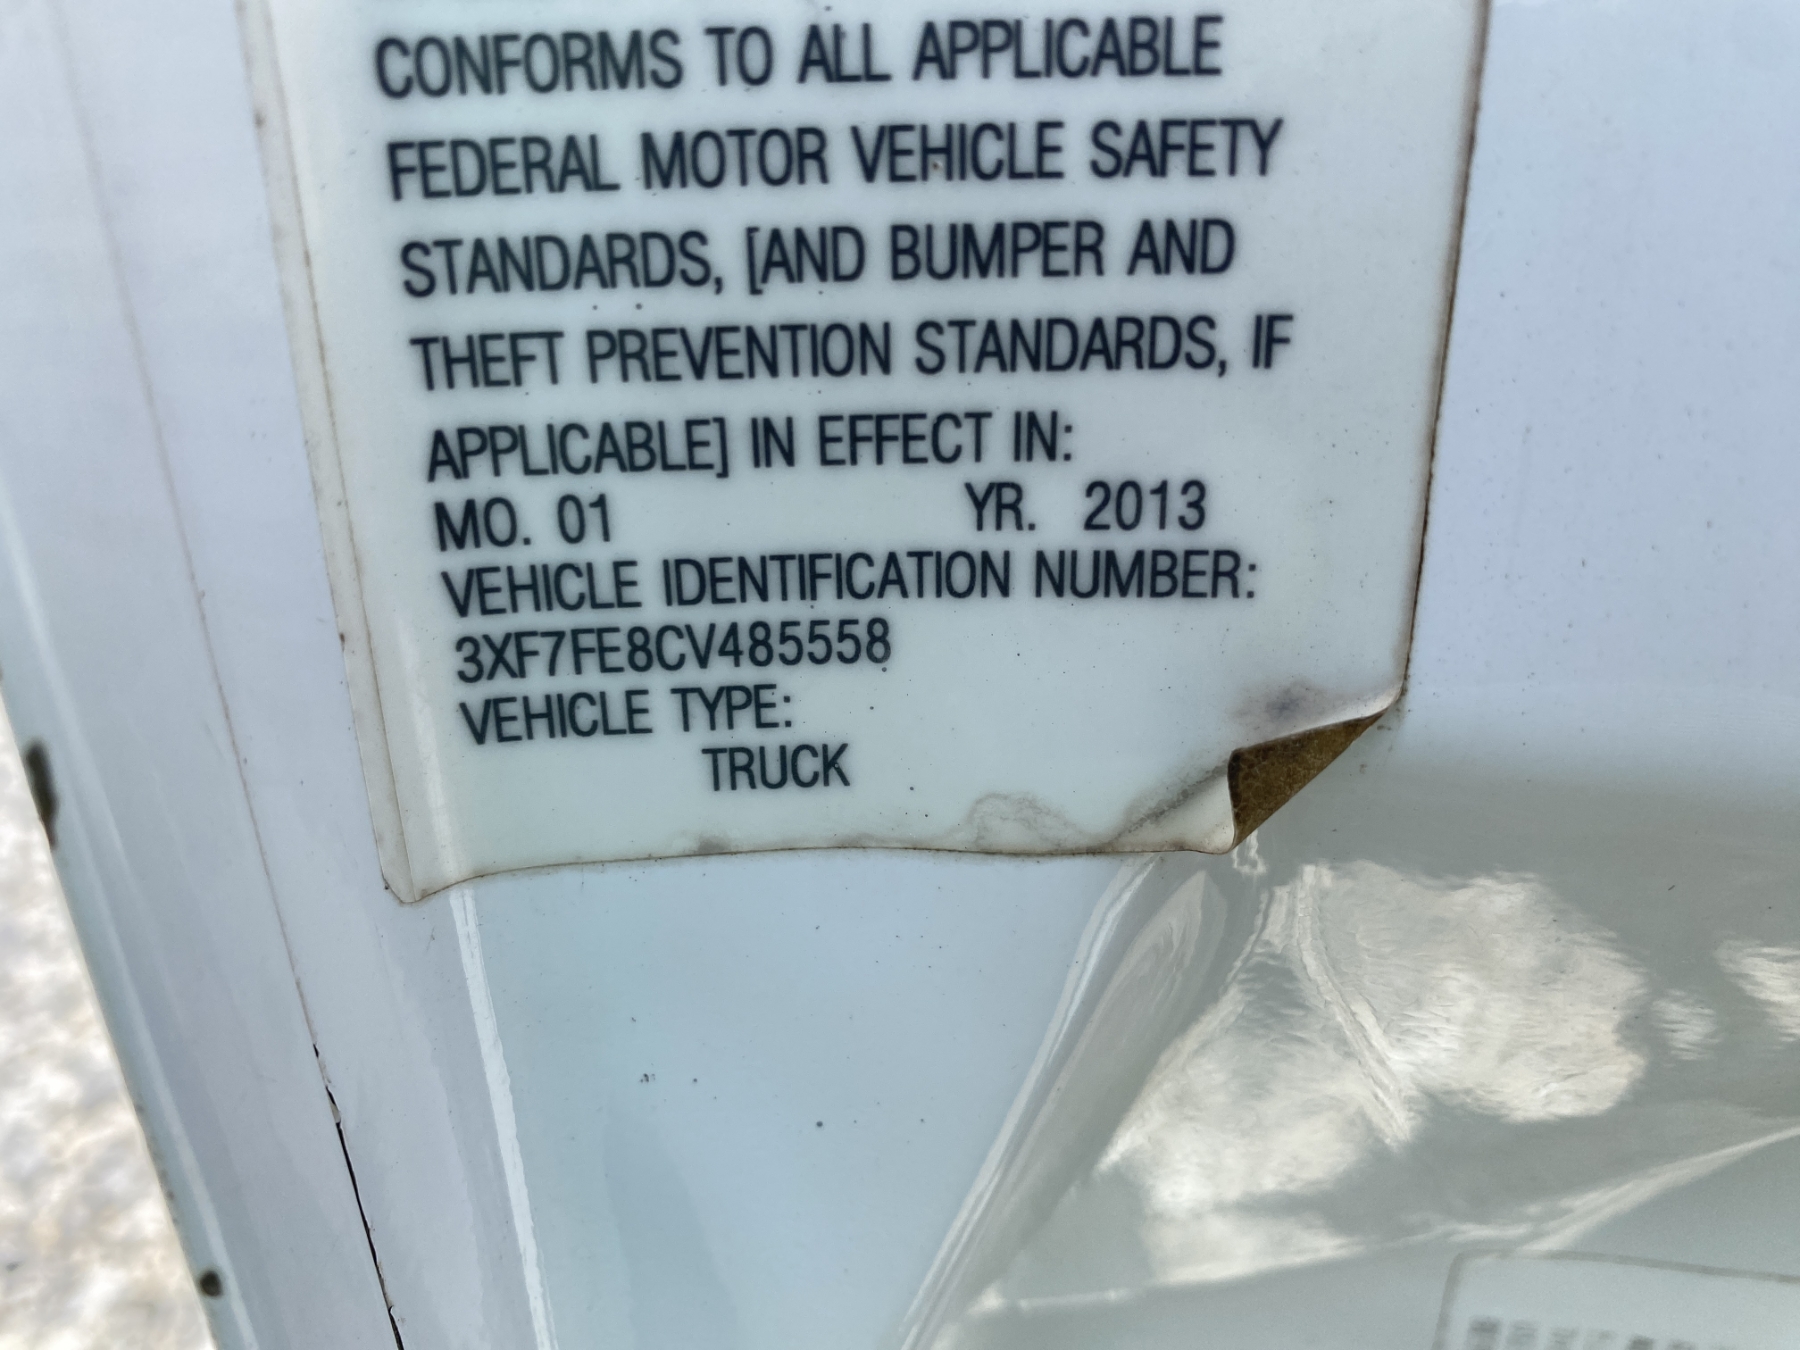 CONFORMS TO ALL APPLICABLE
FEDERAL MOTOR VEHICLE SAFETY
STANDARDS, [AND BUMPER AND
THEFT PREVENTION STANDARDS, IF
APPLICABLE] IN EFFECT IN:
MO. 01 YR. 2013
VEHICLE IDENTIFICATION NUMBER:
3XF7FE8CV485558
VEHICLE TYPE:
TRUCK